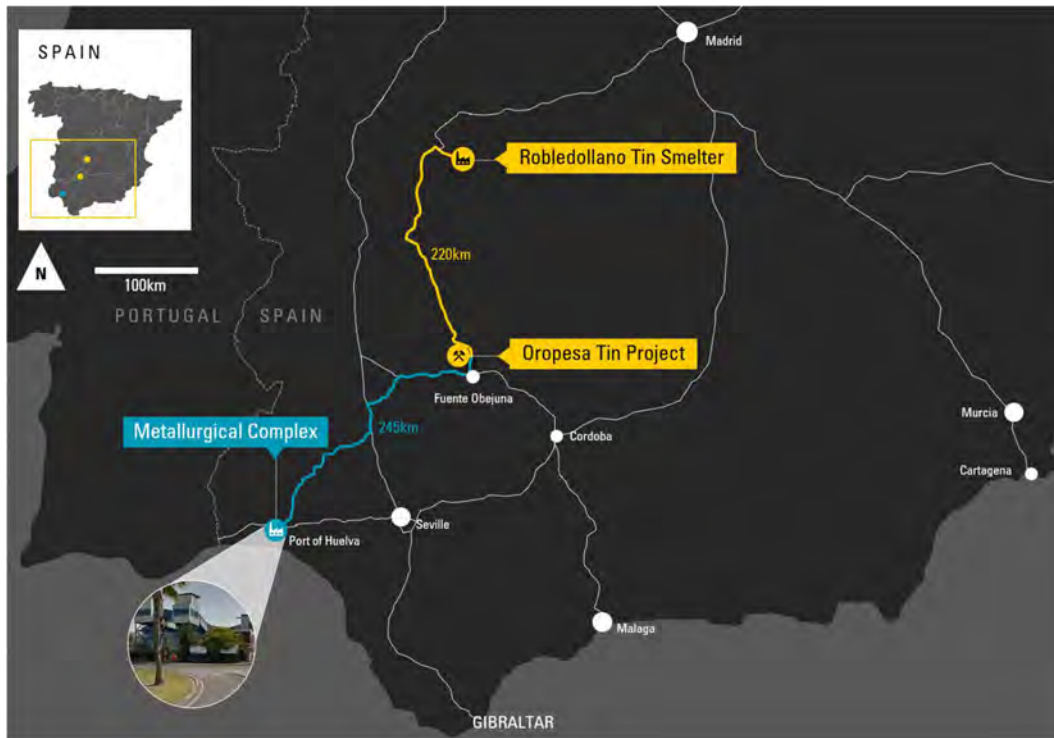 SPAIN
Madrid
Robledollano Tin Smelter
220km
N
100km
PORTUGAL SPAIN
Oropesa Tin Project
Fuente Obejuna
Metallurgical Complex
245km
Cordoba
Murcia
Cartagena
Seville
Port of Huelva
Malaga
GIBRALTAR